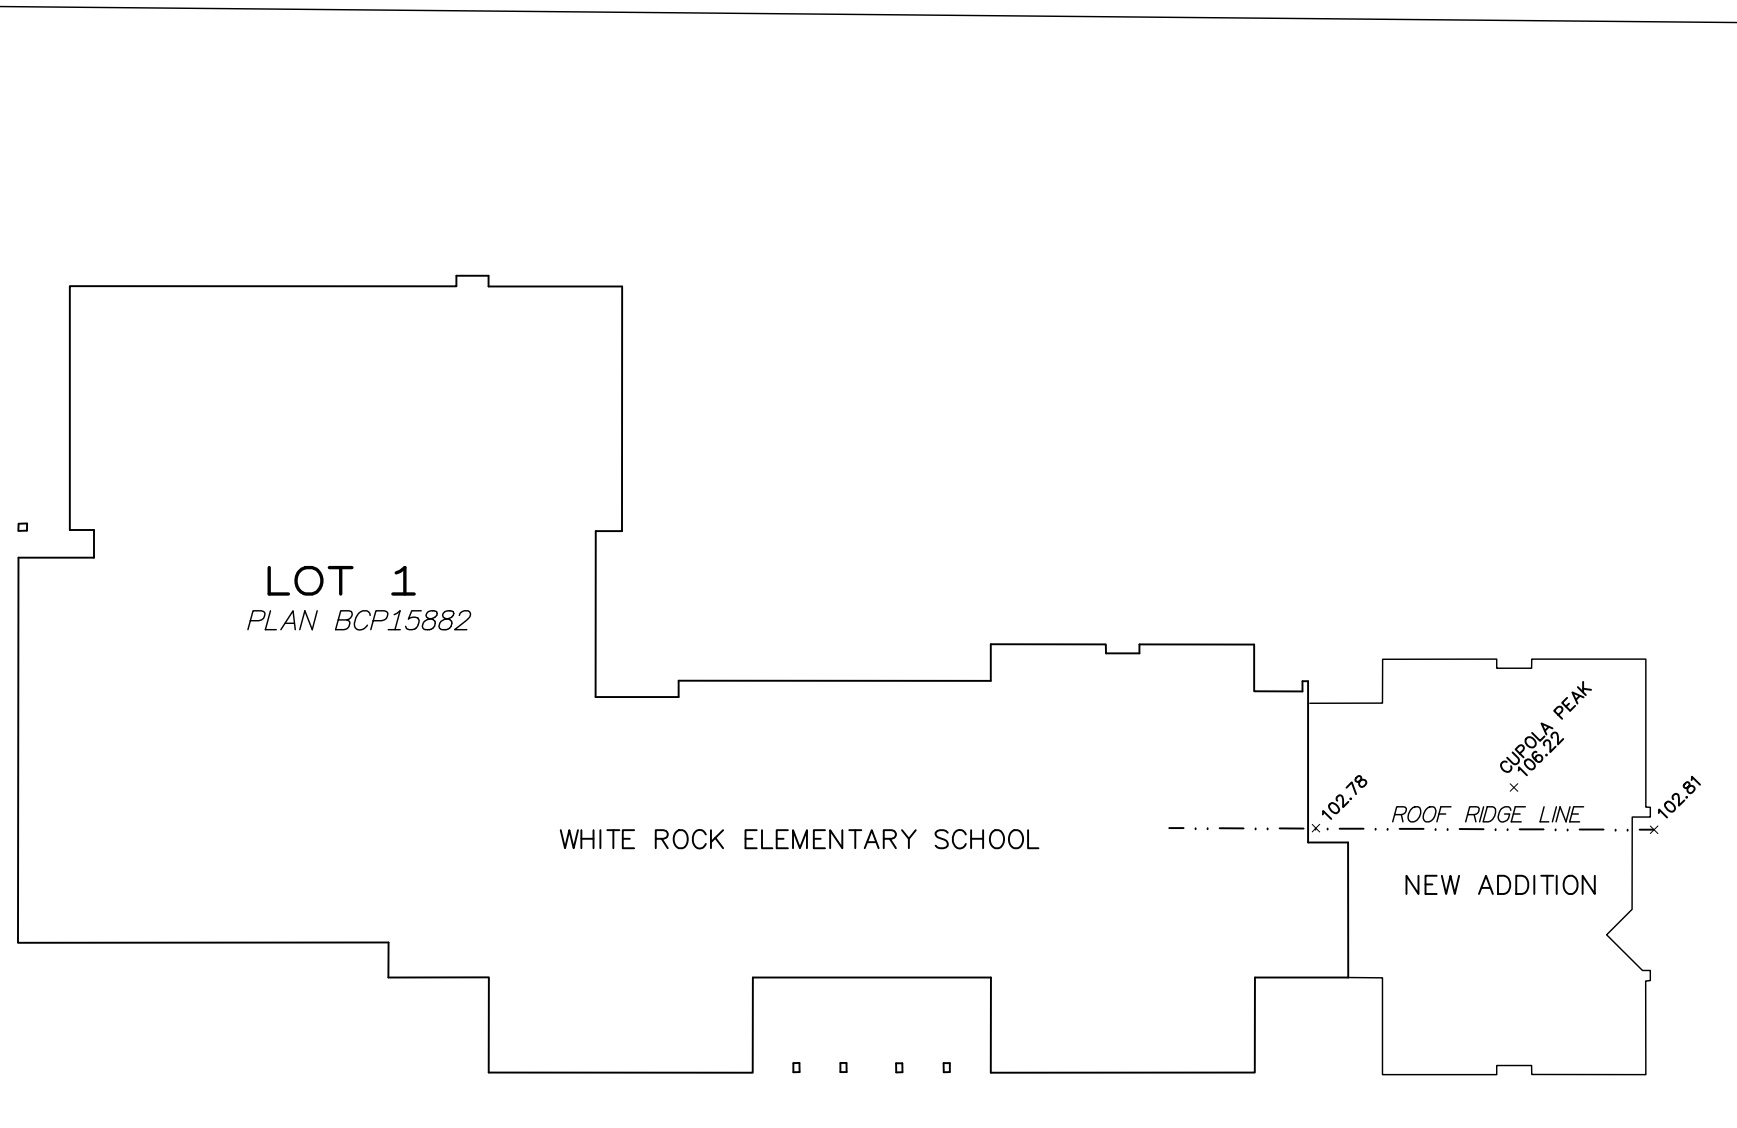 LOT 1
PLAN BCP15882
CUPOLA PEAK
106.22
102.78
102.81
ROOF RIDGE LINE
WHITE ROCK ELEMENTARY SCHOOL
NEW ADDITION